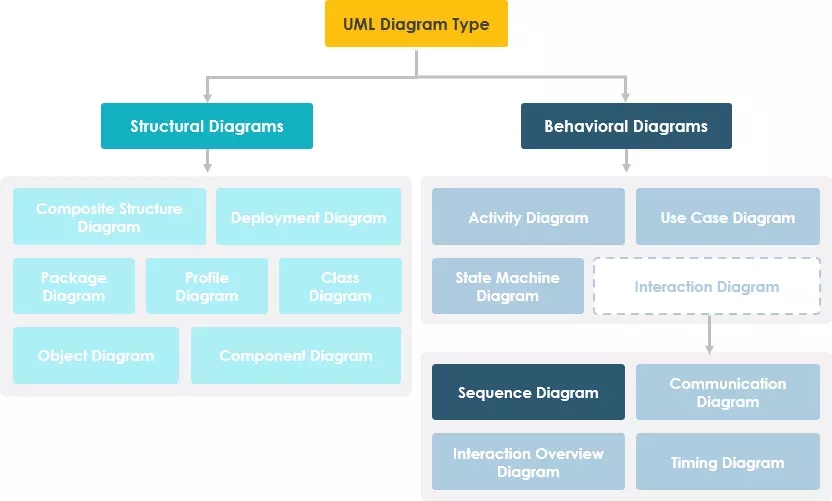 UML Diagram Type
Structural Diagrams
Behavioral Diagrams
Composite Structure
Diagram
Deployment Diagram
Package
Diagram
Profile
Diagram
Class
Diagram
Object Diagram
Component Diagram
Activity Diagram
Use Case Diagram
State Machine
Diagram
Interaction Diagram
Sequence Diagram
Communication
Diagram
Interaction Overview
Diagram
Timing Diagram